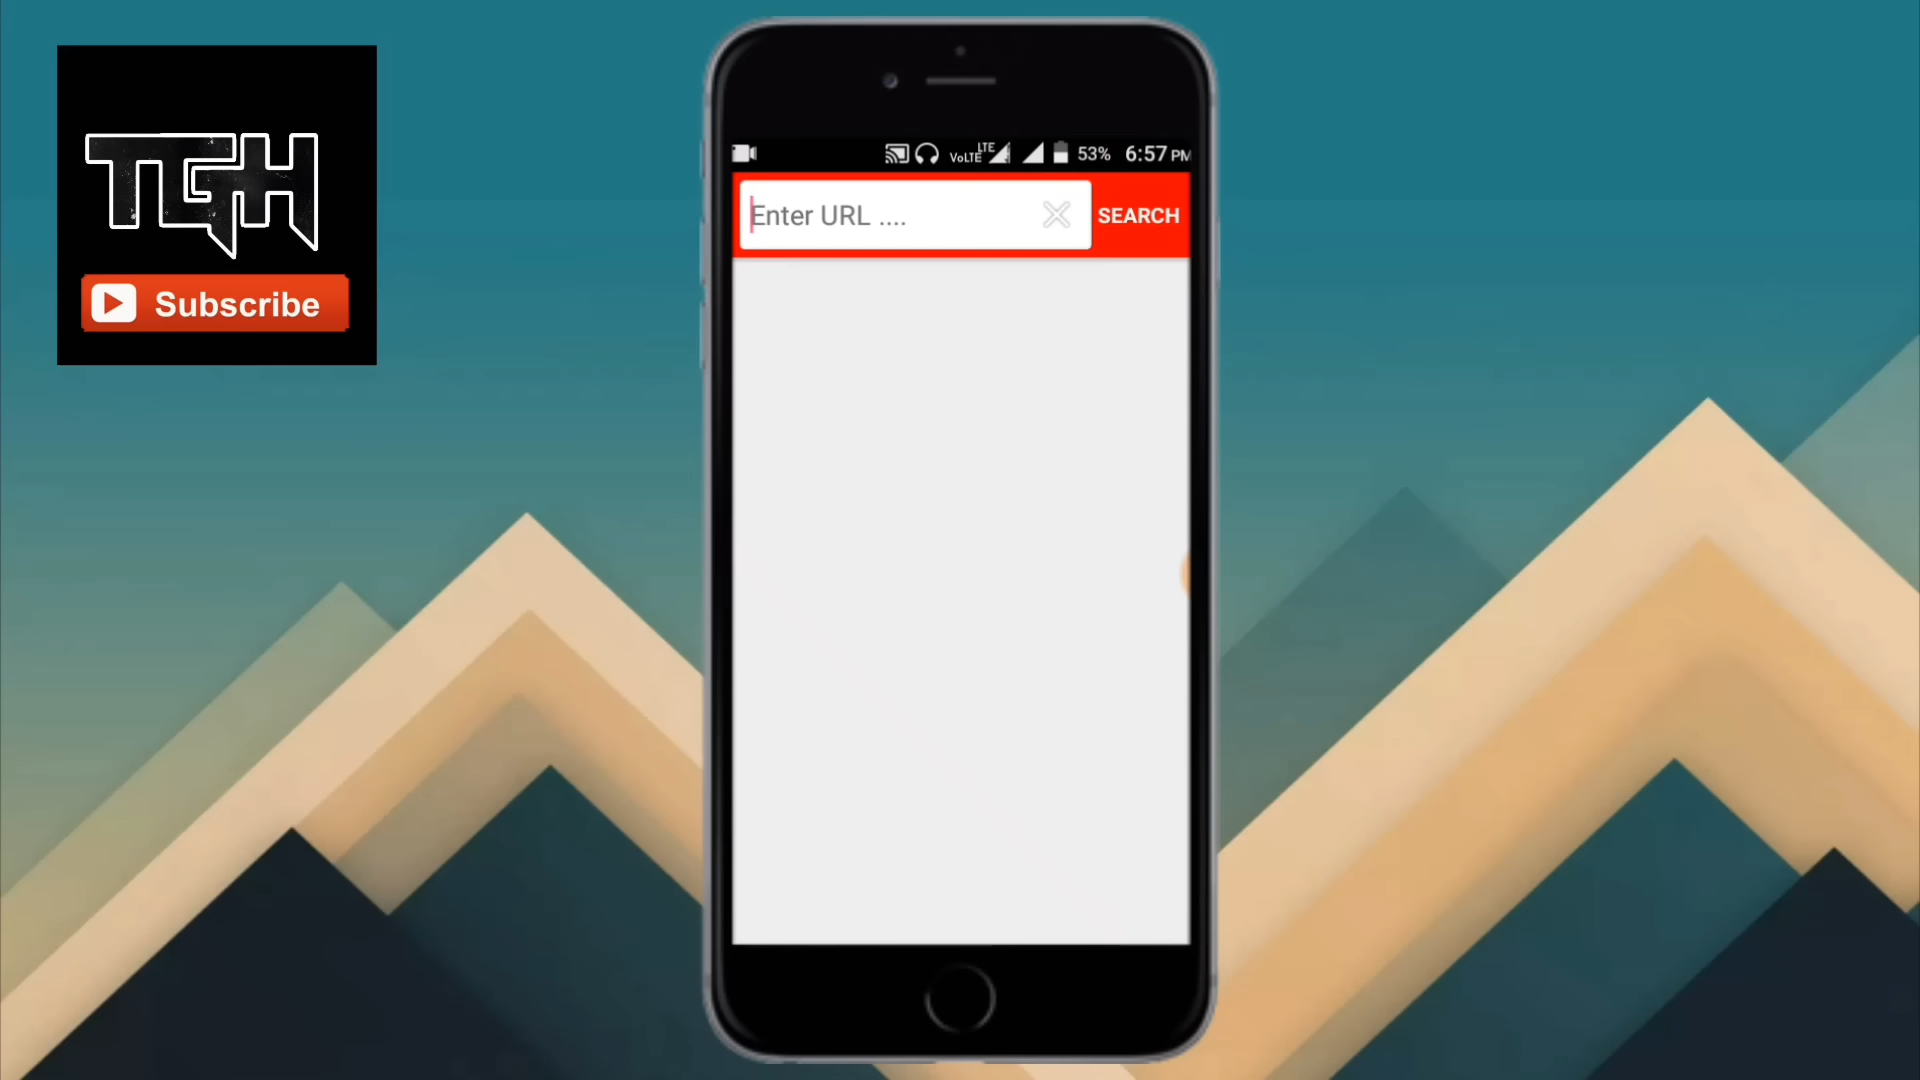 TGH
Subscribe
VoLTE LTE 53% 6:57 PM
Enter URL ....
SEARCH